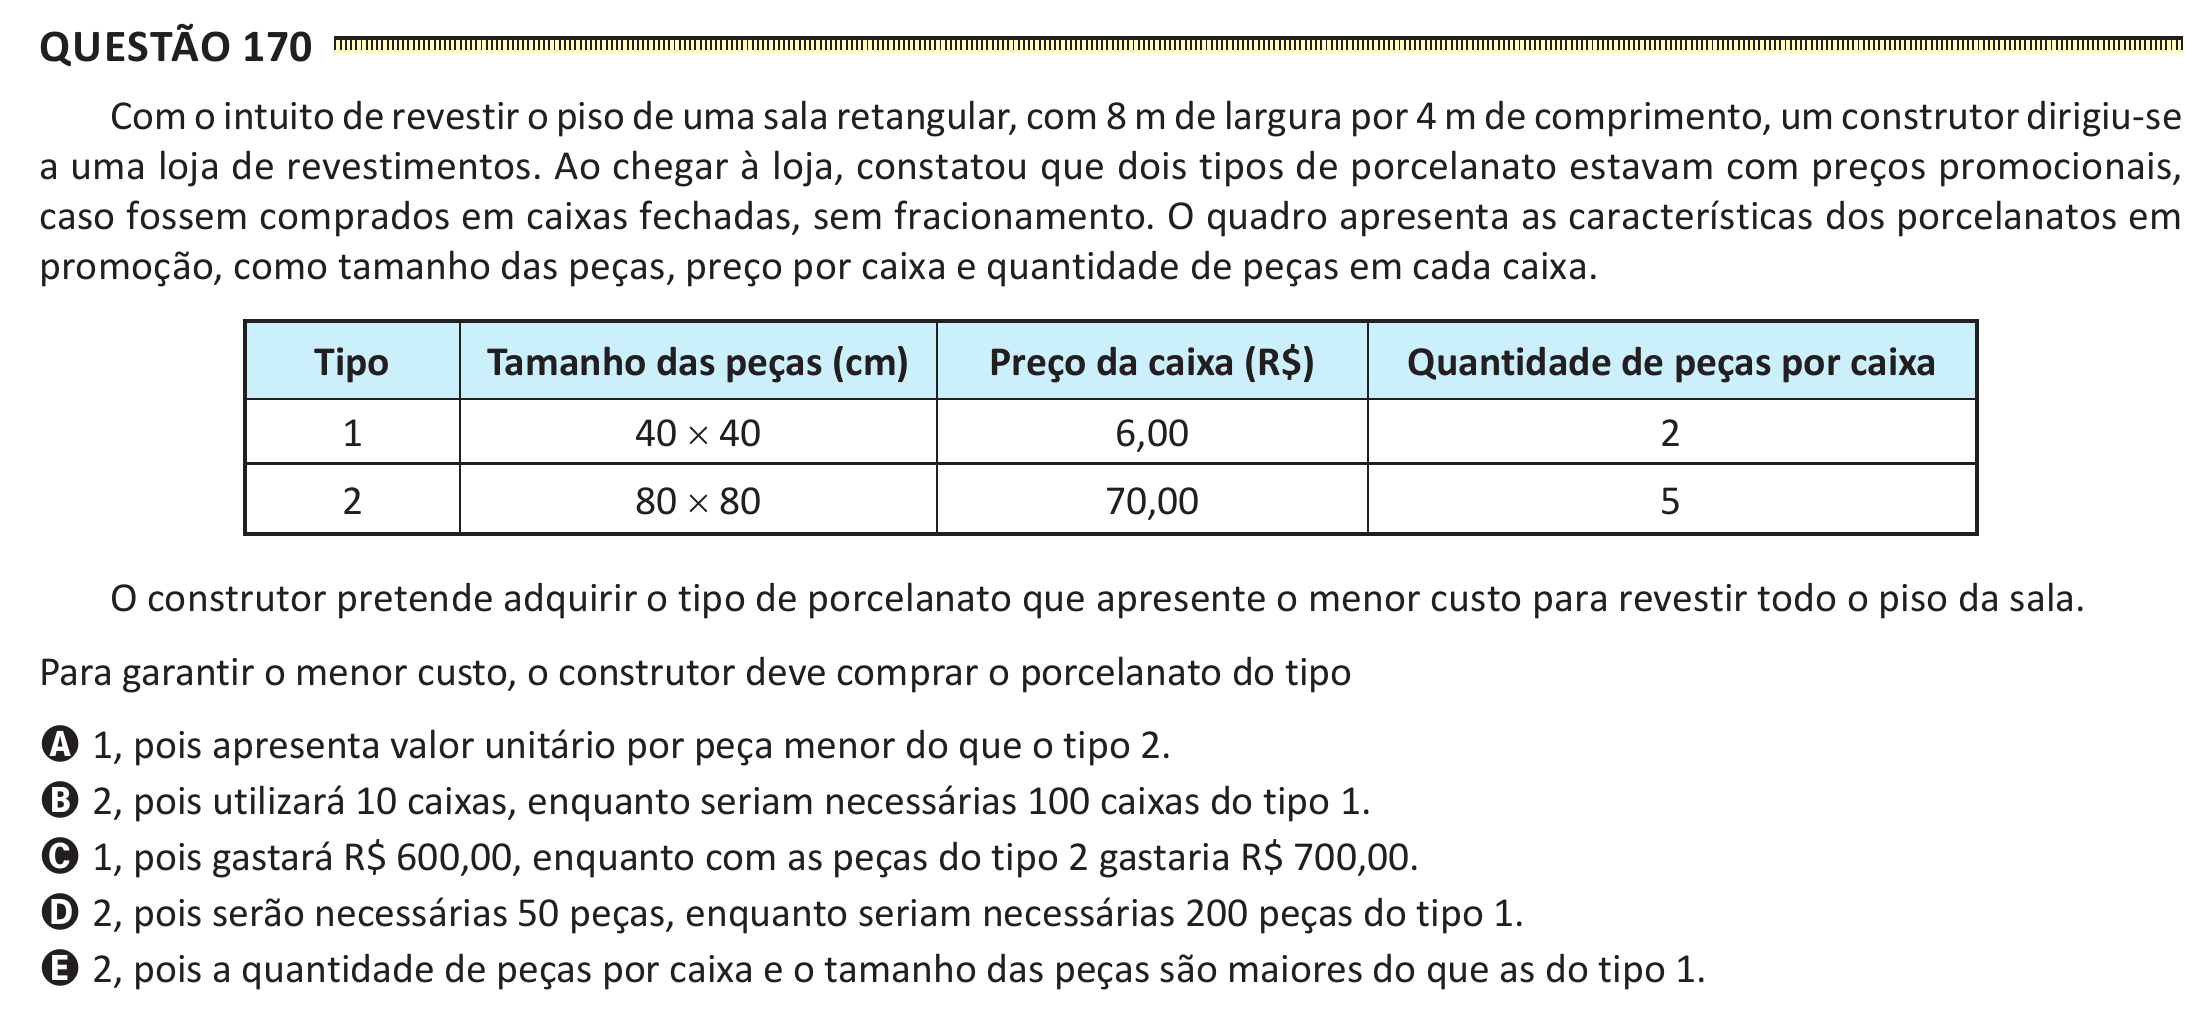 QUESTÃO 170
Com o intuito de revestir o piso de uma sala retangular, com 8 m de largura por 4 m de comprimento, um construtor dirigiu-se
a uma loja de revestimentos. Ao chegar à loja, constatou que dois tipos de porcelanato estavam com preços promocionais,
caso fossem comprados em caixas fechadas, sem fracionamento. O quadro apresenta as características dos porcelanatos em
promoção, como tamanho das peças, preço por caixa e quantidade de peças em cada caixa.
Tipo Tamanho das peças (cm) Preço da caixa (R$) Quantidade de peças por caixa
1 40 × 40 6,00 2
2 80 × 80 70,00 5
O construtor pretende adquirir o tipo de porcelanato que apresente o menor custo para revestir todo o piso da sala.
Para garantir o menor custo, o construtor deve comprar o porcelanato do tipo
A 1, pois apresenta valor unitário por peça menor do que o tipo 2.
B 2, pois utilizará 10 caixas, enquanto seriam necessárias 100 caixas do tipo 1.
C 1, pois gastará R$ 600,00, enquanto com as peças do tipo 2 gastaria R$ 700,00.
D 2, pois serão necessárias 50 peças, enquanto seriam necessárias 200 peças do tipo 1.
E 2, pois a quantidade de peças por caixa e o tamanho das peças são maiores do que as do tipo 1.